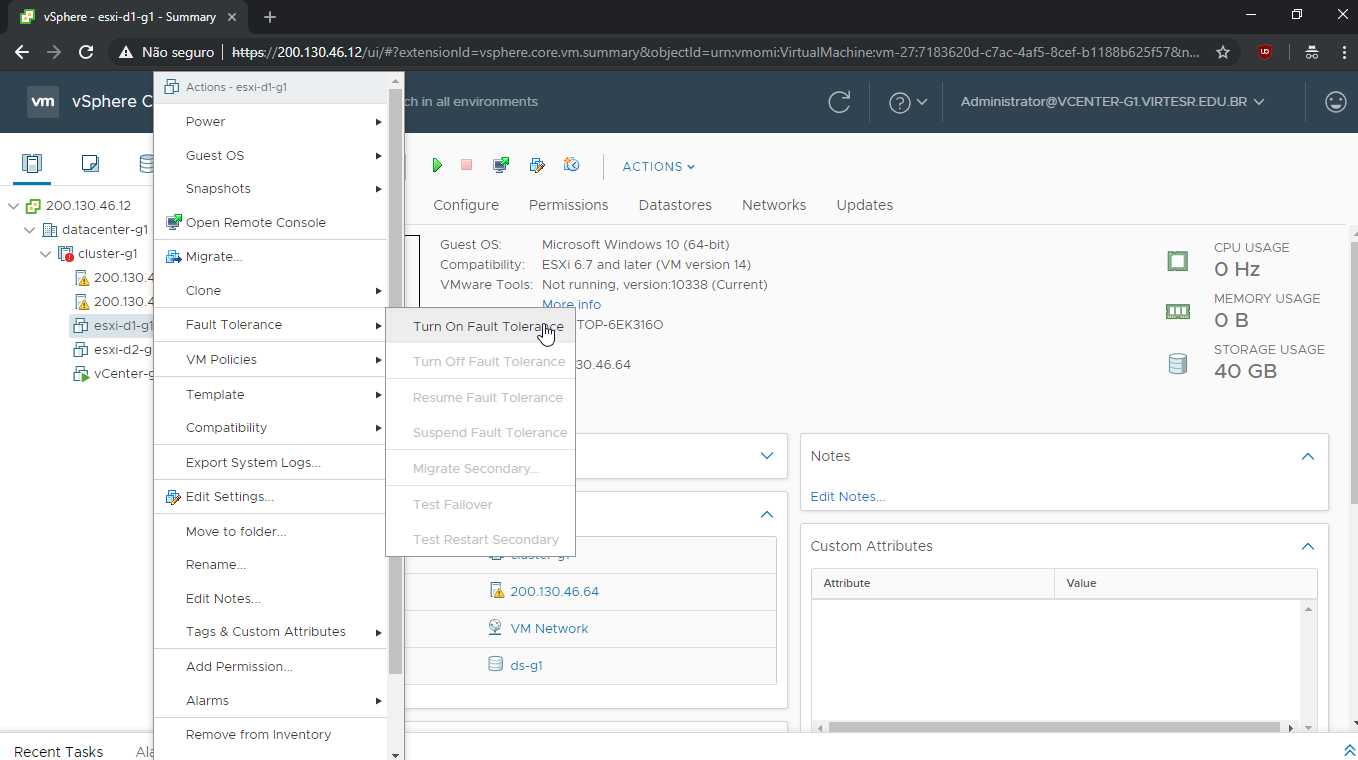 vSphere - esxi-d1-g1 - Summary
Não seguro
https://200.130.46.12/ui/#?extensionId=vsphere.core.vm.summary&objectId=urn:vmomi:VirtualMachine:vm-27:7183620d-c7ac-4af5-8cef-b1188b625f57&n...
vm
vSphere C
ch in all environments
Administrator@VCENTER-G1.VIRTESR.EDU.BR
Actions - esxi-d1-g1
Power
Guest OS
Snapshots
Open Remote Console
Migrate...
Clone
Fault Tolerance
VM Policies
Template
Compatibility
Export System Logs...
Edit Settings...
Move to folder...
Rename...
Edit Notes...
Tags & Custom Attributes
Add Permission...
Alarms
Remove from Inventory
Turn On Fault Tolerance
Turn Off Fault Tolerance
Resume Fault Tolerance
Suspend Fault Tolerance
Migrate Secondary...
Test Failover
Test Restart Secondary
200.130.46.12
datacenter-g1
cluster-g1
200.130.4
200.130.4
esxi-d1-g1
esxi-d2-g
vCenter-g
ACTIONS
Configure
Permissions
Datastores
Networks
Updates
Guest OS: Microsoft Windows 10 (64-bit)
Compatibility: ESXi 6.7 and later (VM version 14)
VMware Tools: Not running, version:10338 (Current)
More info
TOP-6EK316O
30.46.64
CPU USAGE
0 Hz
MEMORY USAGE
0 B
STORAGE USAGE
40 GB
cluster-g1
200.130.46.64
VM Network
ds-g1
Notes
Edit Notes...
Custom Attributes
Attribute Value
Recent Tasks
Ala